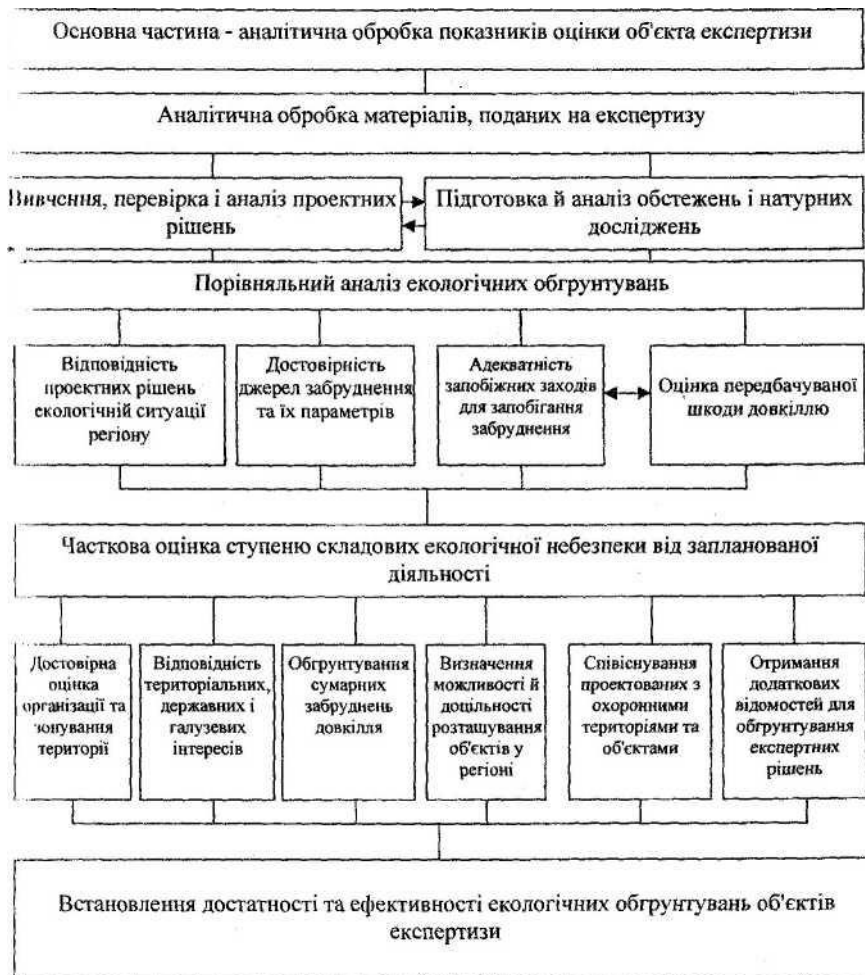 Основна частина - аналітична обробка показників оцінки об'єкта експертизи
Аналітична обробка матеріалів, поданих на експертизу
Вивчення, перевірка і аналіз проектних
рішень
Підготовка й аналіз обстежень і натурних
досліджень
Порівняльний аналіз екологічних обгрунтувань
Відповідність
проектних рішень
екологічній ситуації
регіону
Достовірність
джерел забруднення
та їх параметрів
Адекватність
запобіжних заходів
для запобігання
забруднення
Оцінка передбачуваної
шкоди довкіллю
Часткова оцінка ступеню складових екологічної небезпеки від запланованої
діяльності
Достовірна
оцінка
організації та
зонування
території
Відповідність
територіальних,
державних і
галузевих
інтересів
Обгрунтування
сумарних
забруднень
довкілля
Визначення
можливості й
доцільності
розташування
об'єктів у
регіоні
Співіснування
проектованих з
охоронними
територіями та
об'єктами
Отримання
додаткових
відомостей для
обгрунтування
експертних
рішень
Встановлення достатності та ефективності екологічних обгрунтувань об'єктів
експертизи